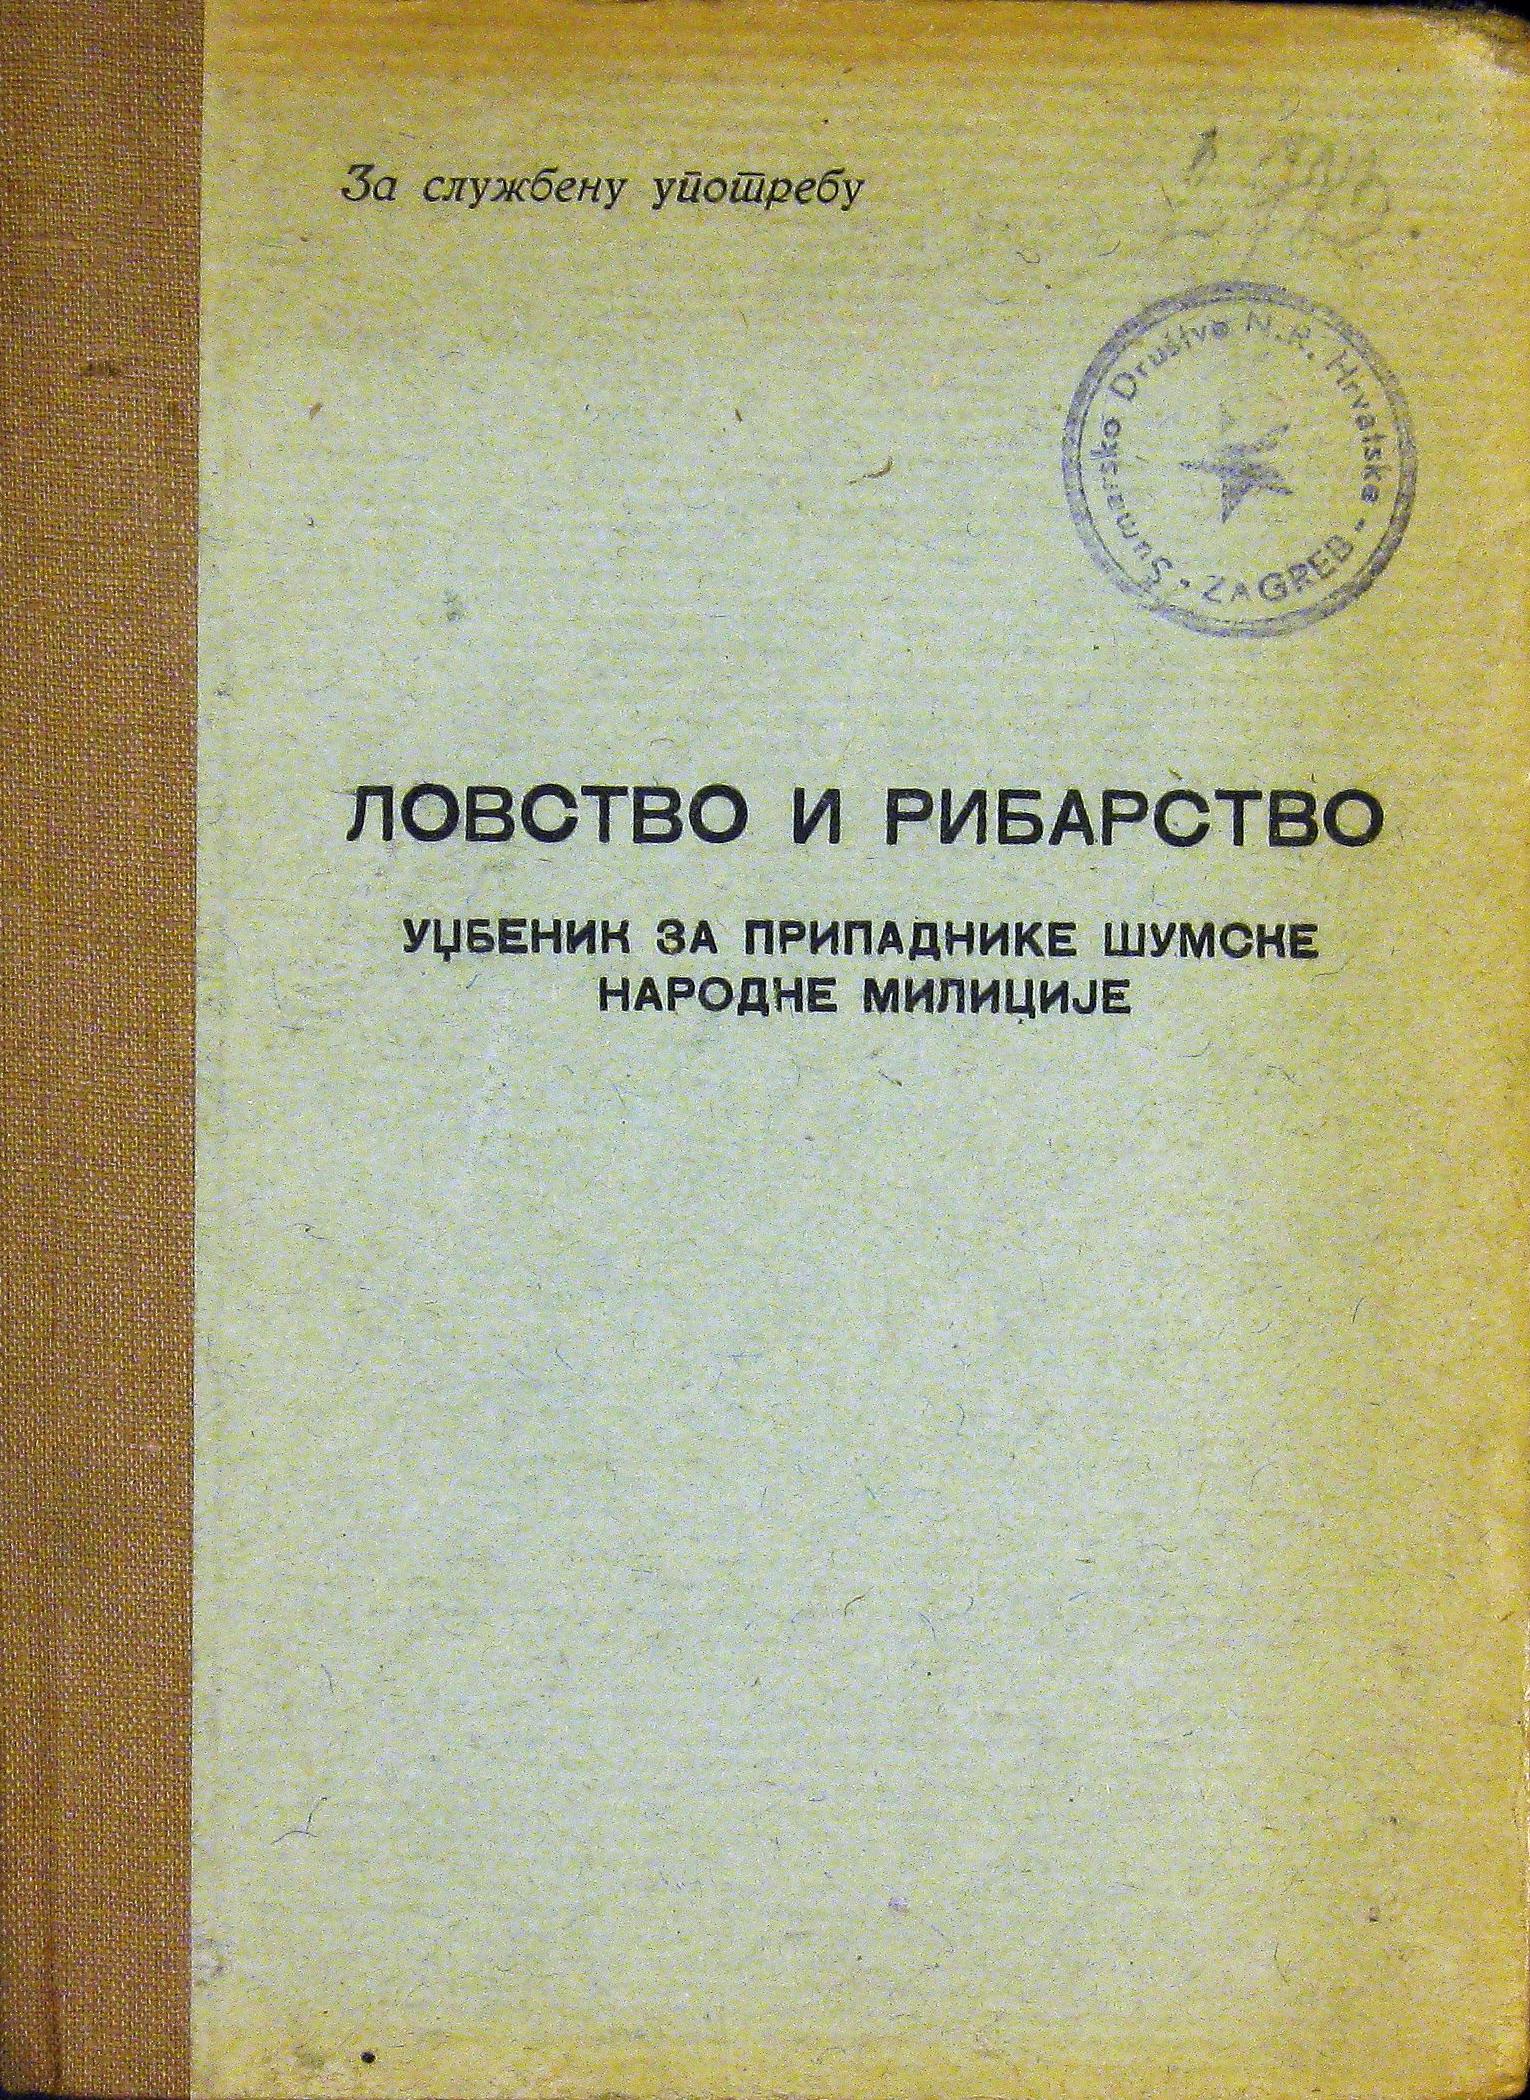 За службену употребу
Šumarsko Društvo N.R. Hrvatske • ZAGREB •
ЛОВСТВО И РИБАРСТВО
УЏБЕНИК ЗА ПРИПАДНИКЕ ШУМСКЕ
НАРОДНЕ МИЛИЦИЈЕ